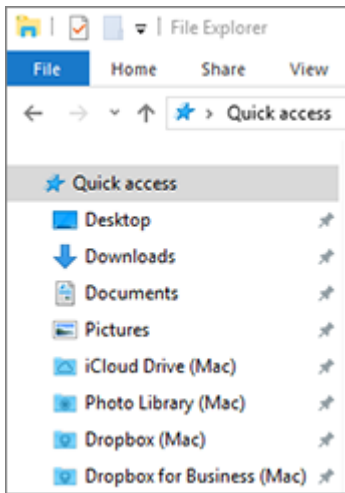 File Explorer
File Home Share View
Quick access
Quick access
Desktop
Downloads
Documents
Pictures
iCloud Drive (Mac)
Photo Library (Mac)
Dropbox (Mac)
Dropbox for Business (Mac)